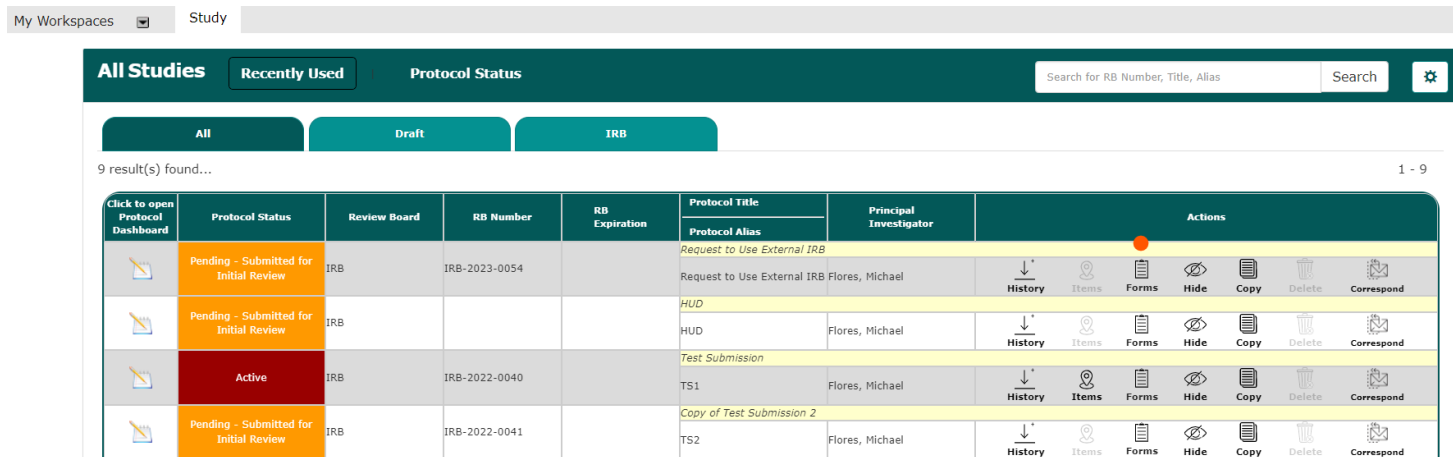 My Workspaces Study
All Studies Recently Used Protocol Status Search for RB Number, Title, Alias Search
All Draft IRB
9 result(s) found... 1 - 9
Click to open Protocol Dashboard Protocol Status Review Board RB Number RB Expiration Protocol Title Protocol Alias Principal Investigator Actions
Request to Use External IRB
Pending - Submitted for Initial Review IRB IRB-2023-0054 Request to Use External IRB Flores, Michael History Items Forms Hide Copy Delete Correspond
HUD
Pending - Submitted for Initial Review IRB HUD Flores, Michael History Items Forms Hide Copy Delete Correspond
Test Submission
Active IRB IRB-2022-0040 TS1 Flores, Michael History Items Forms Hide Copy Delete Correspond
Copy of Test Submission 2
Pending - Submitted for Initial Review IRB IRB-2022-0041 TS2 Flores, Michael History Items Forms Hide Copy Delete Correspond